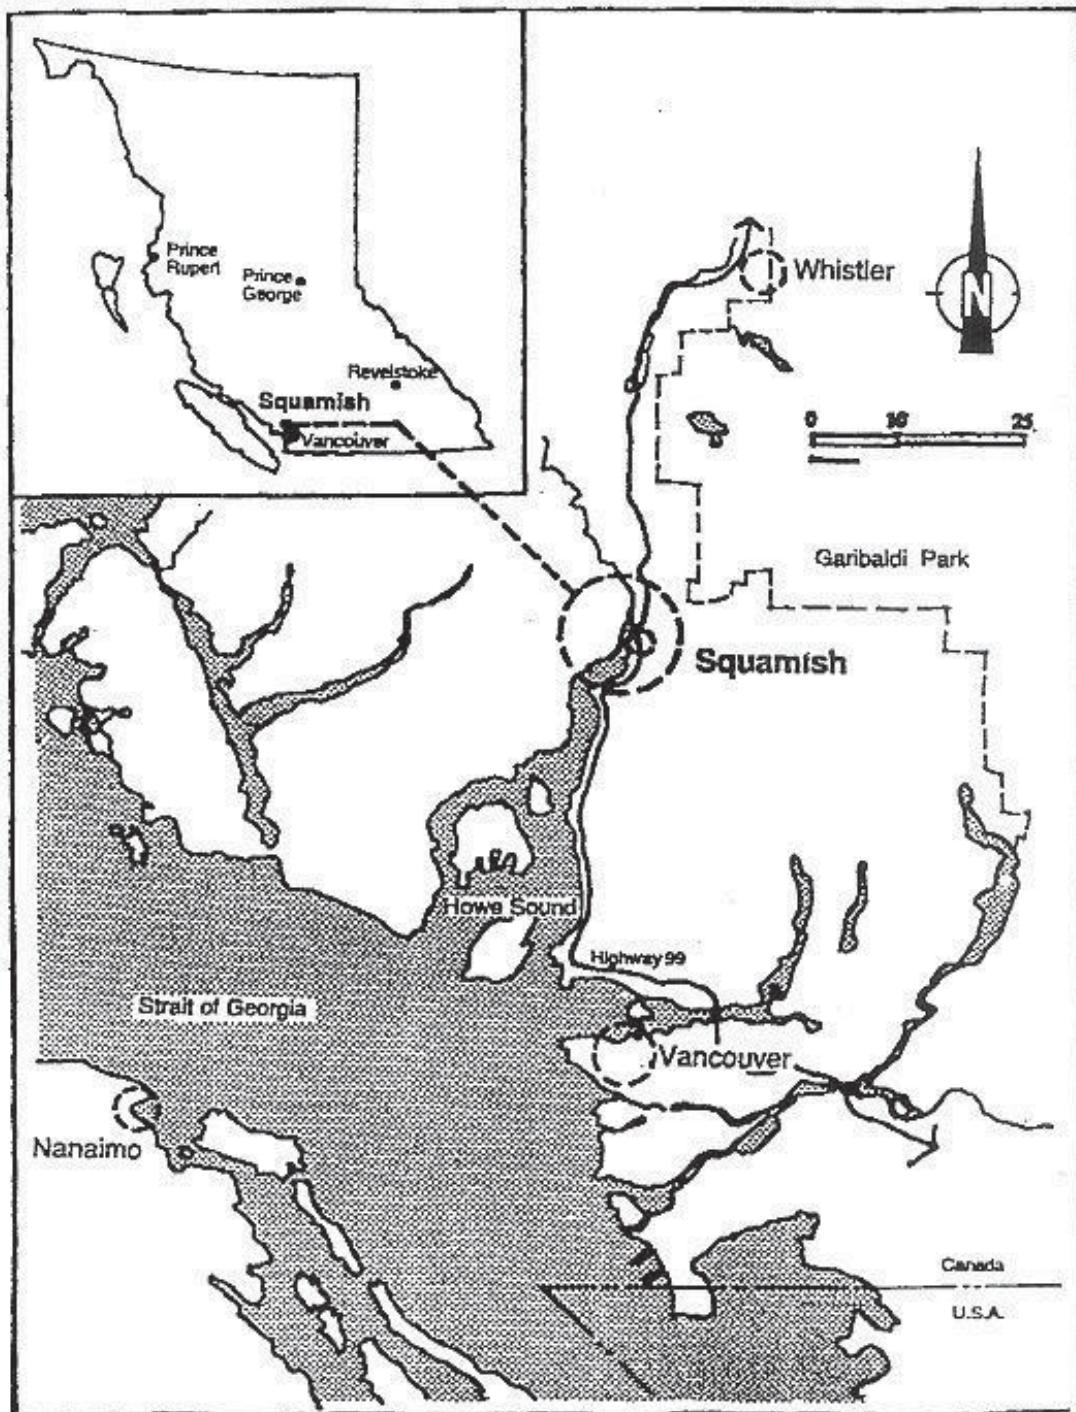 Prince
Rupert
Prince
George
Revelstoke
Squamish
Vancouver
Whistler
N
0 10 25
Garibaldi Park
Squamish
Howe Sound
Highway 99
Strait of Georgia
Vancouver
Nanaimo
Canada
U.S.A.